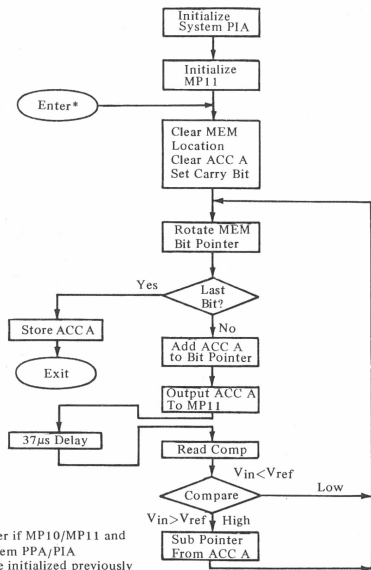 Initialize
System PIA
Initialize
MP11
Enter*
Clear MEM
Location
Clear ACC A
Set Carry Bit
Rotate MEM
Bit Pointer
Yes
Last
Bit?
No
Store ACC A
Exit
Add ACC A
to Bit Pointer
Output ACC A
To MP11
37μs Delay
Read Comp
Vin<Vref
Compare
Low
Vin>Vref
High
Sub Pointer
From ACC A
if MP10/MP11 and
PPA/PIA
initialized previously